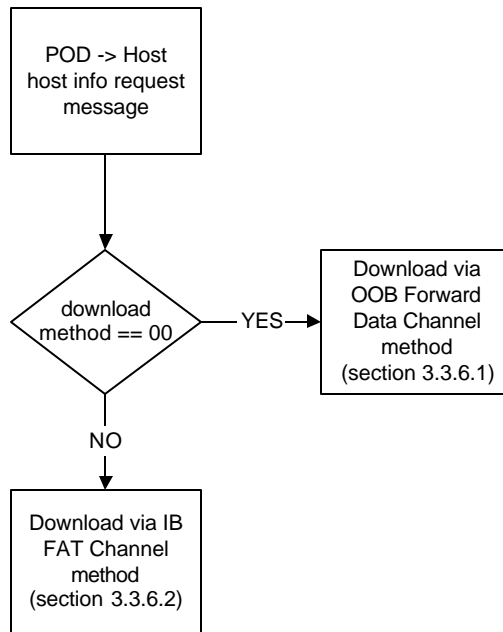 POD -> Host
host info request
message
download
method == 00
YES
Download via
OOB Forward
Data Channel
method
(section 3.3.6.1)
NO
Download via IB
FAT Channel
method
(section 3.3.6.2)